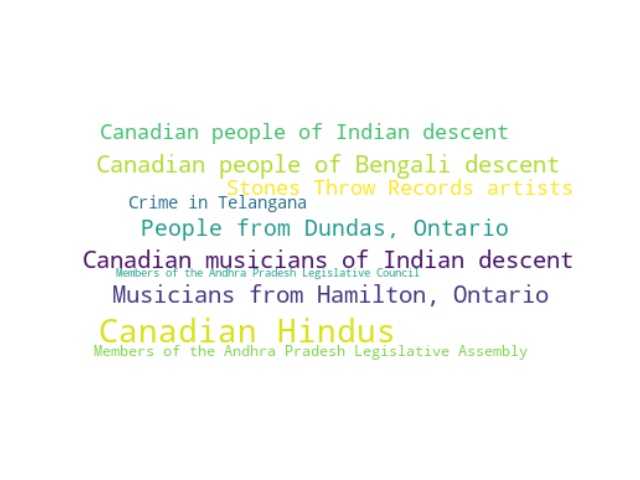 Canadian people of Indian descent
Canadian people of Bengali descent
Stones Throw Records artists
Crime in Telangana
People from Dundas, Ontario
Canadian musicians of Indian descent
Members of the Andhra Pradesh Legislative Council
Musicians from Hamilton, Ontario
Canadian Hindus
Members of the Andhra Pradesh Legislative Assembly